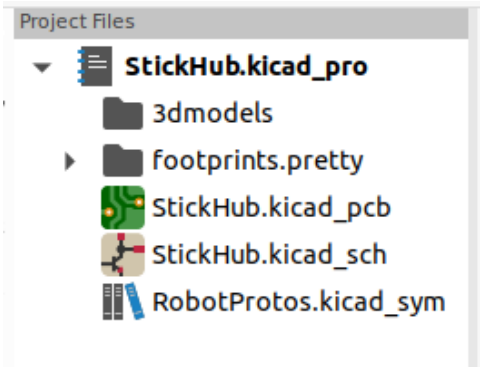 Project Files
StickHub.kicad_pro
3dmodels
footprints.pretty
StickHub.kicad_pcb
StickHub.kicad_sch
RobotProtos.kicad_sym